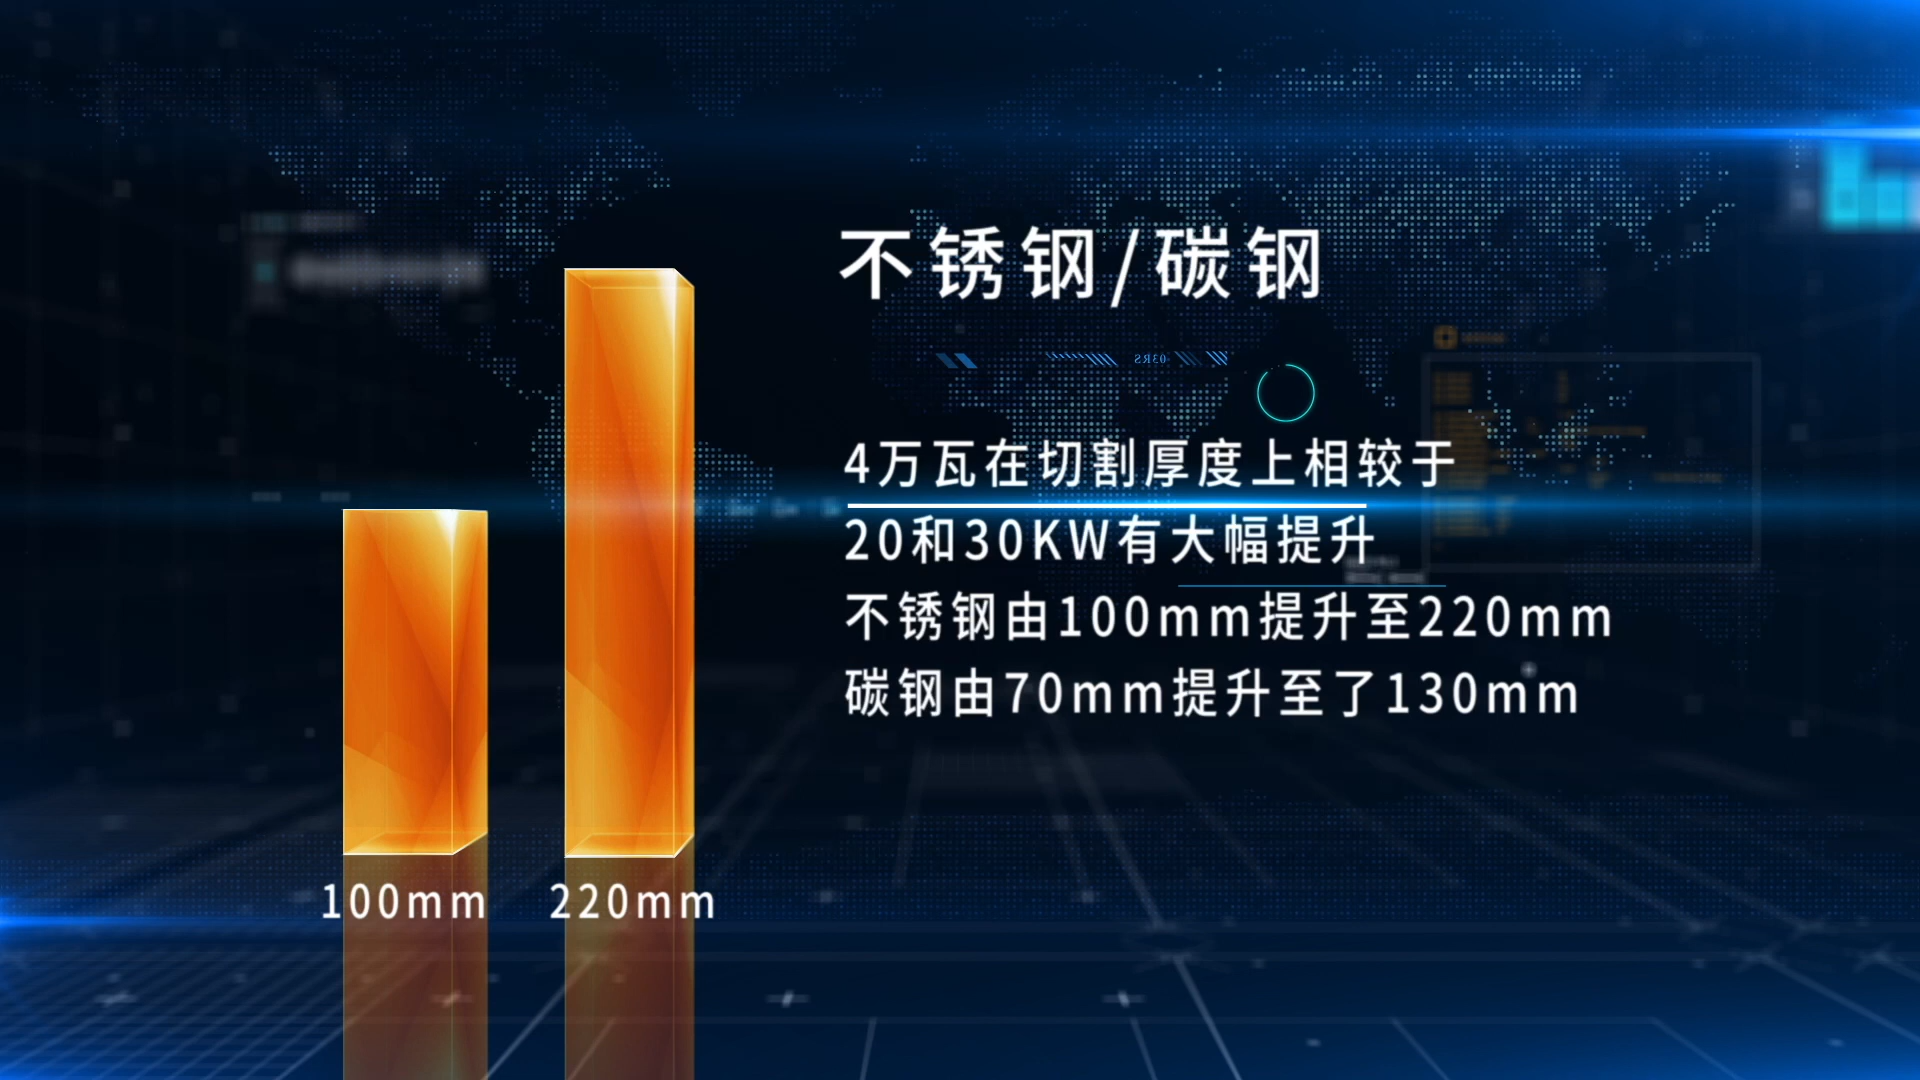 不锈钢/碳钢
4万瓦在切割厚度上相较于
20和30KW有大幅提升
不锈钢由100mm提升至220mm
碳钢由70mm提升至了130mm
100mm
220mm